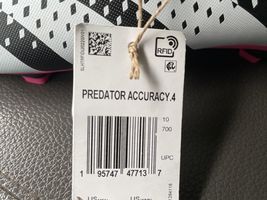 RFID
PREDATOR ACCURACY.4
10
700
UPC
1 95747 47713 7